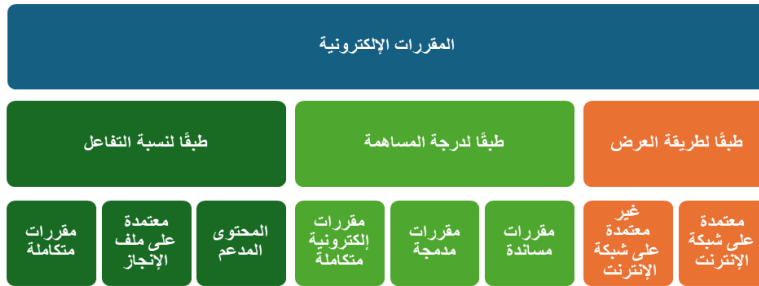 المقررات الإلكترونية
طبقًا لطريقة العرض
طبقًا لدرجة المساهمة
طبقًا لنسبة التفاعل
معتمدة
على شبكة
الإنترنت
غير
معتمدة
على شبكة
الإنترنت
مقررات
مساندة
مقررات
مدمجة
مقررات
إلكترونية
متكاملة
المحتوى
المدعم
معتمدة
على ملف
الإنجاز
مقررات
متكاملة